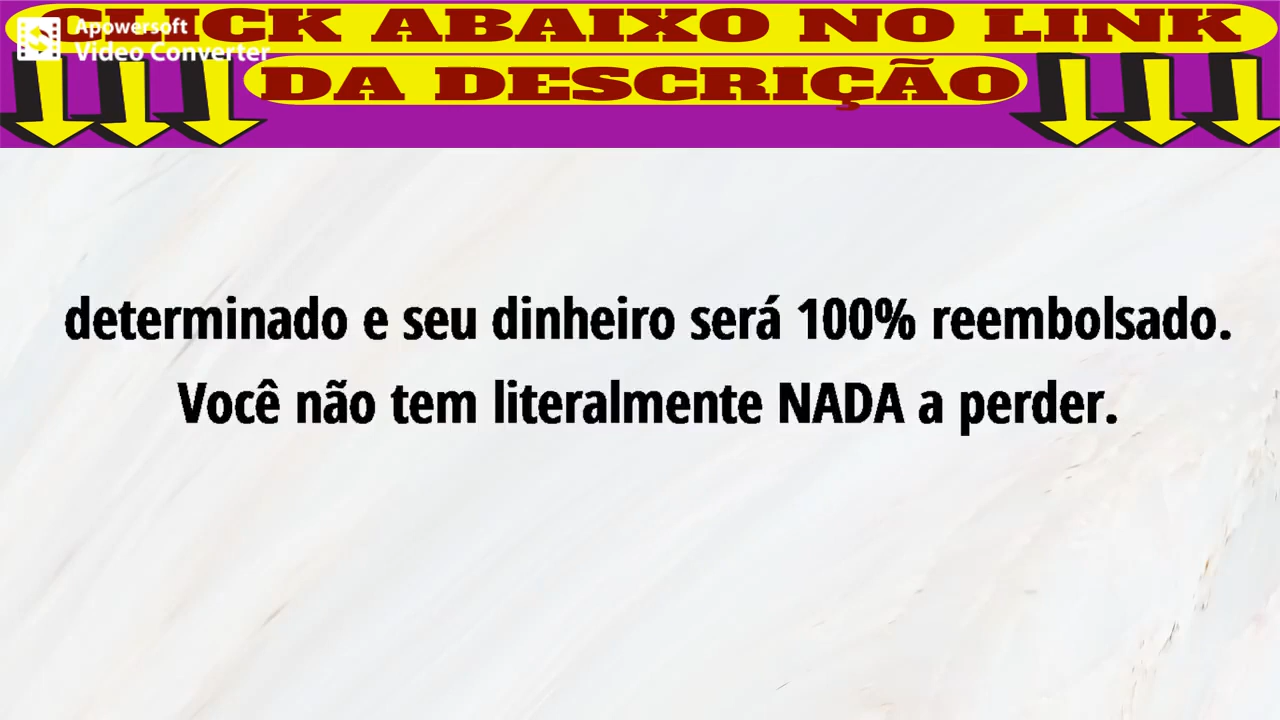 CLICK ABAIXO NO LINK
DA DESCRIÇÃO
Apowersoft
Video Converter
determinado e seu dinheiro será 100% reembolsado.
Você não tem literalmente NADA a perder.